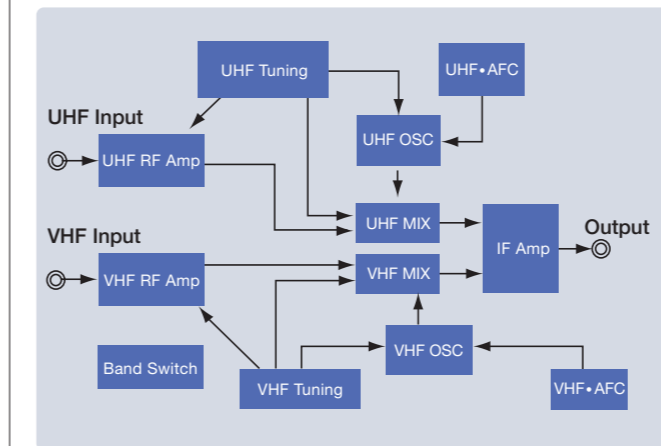 UHF Tuning
UHF•AFC
UHF Input
UHF OSC
UHF RF Amp
UHF MIX
Output
IF Amp
VHF Input
VHF MIX
VHF RF Amp
VHF OSC
Band Switch
VHF Tuning
VHF•AFC